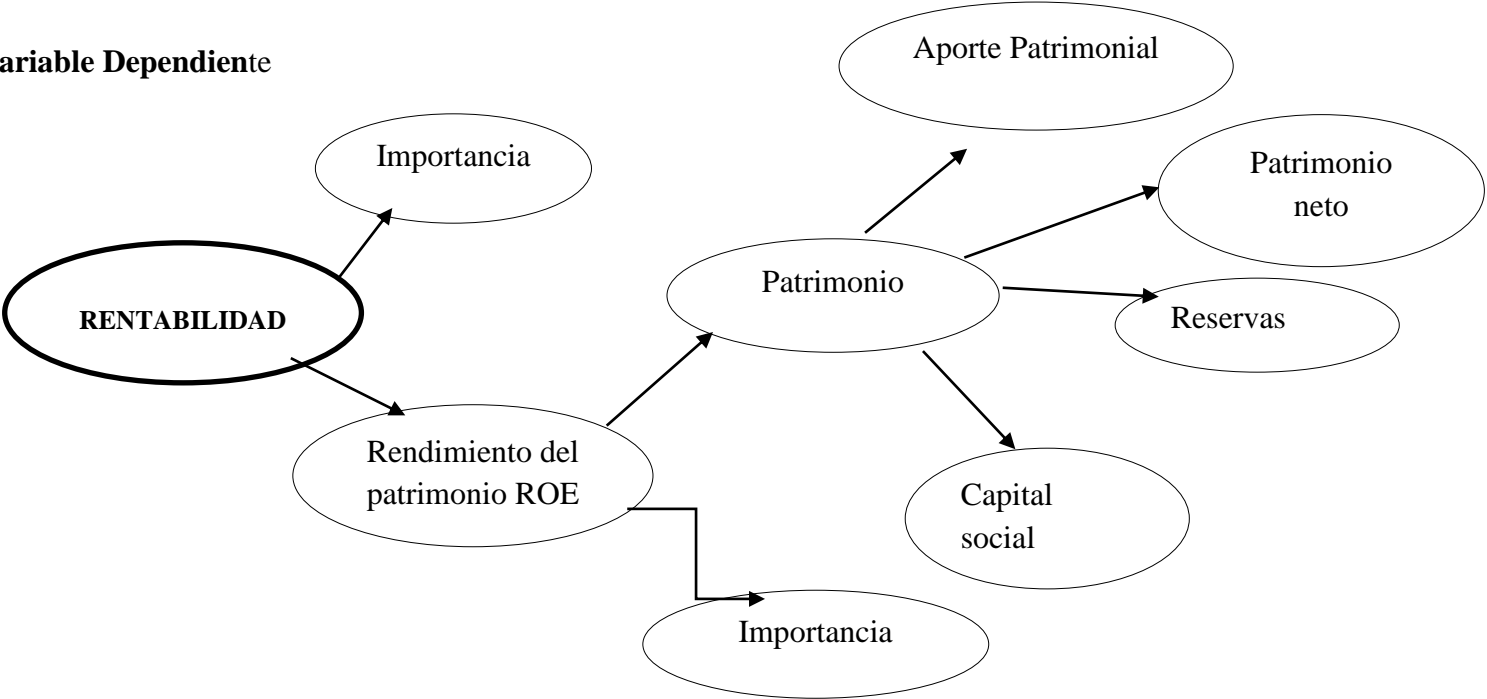 ariable Dependiente
Aporte Patrimonial
Importancia
Patrimonio
neto
Patrimonio
RENTABILIDAD
Reservas
Rendimiento del
patrimonio ROE
Capital
social
Importancia